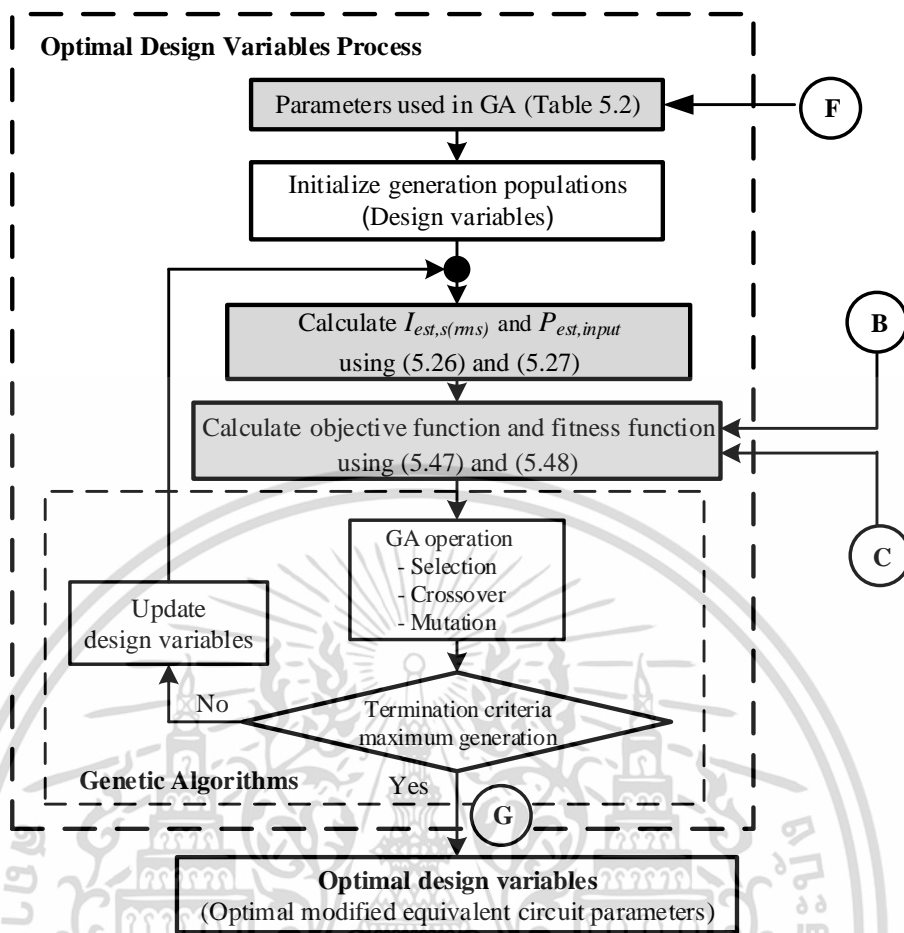 Optimal Design Variables Process
Parameters used in GA (Table 5.2)
F
Initialize generation populations
(Design variables)
Calculate I est,s(rms) and P est,input
using (5.26) and (5.27)
B
Calculate objective function and fitness function
using (5.47) and (5.48)
GA operation
- Selection
- Crossover
- Mutation
C
Update
design variables
No
Termination criteria
maximum generation
Genetic Algorithms
Yes
G
Optimal design variables
(Optimal modified equivalent circuit parameters)